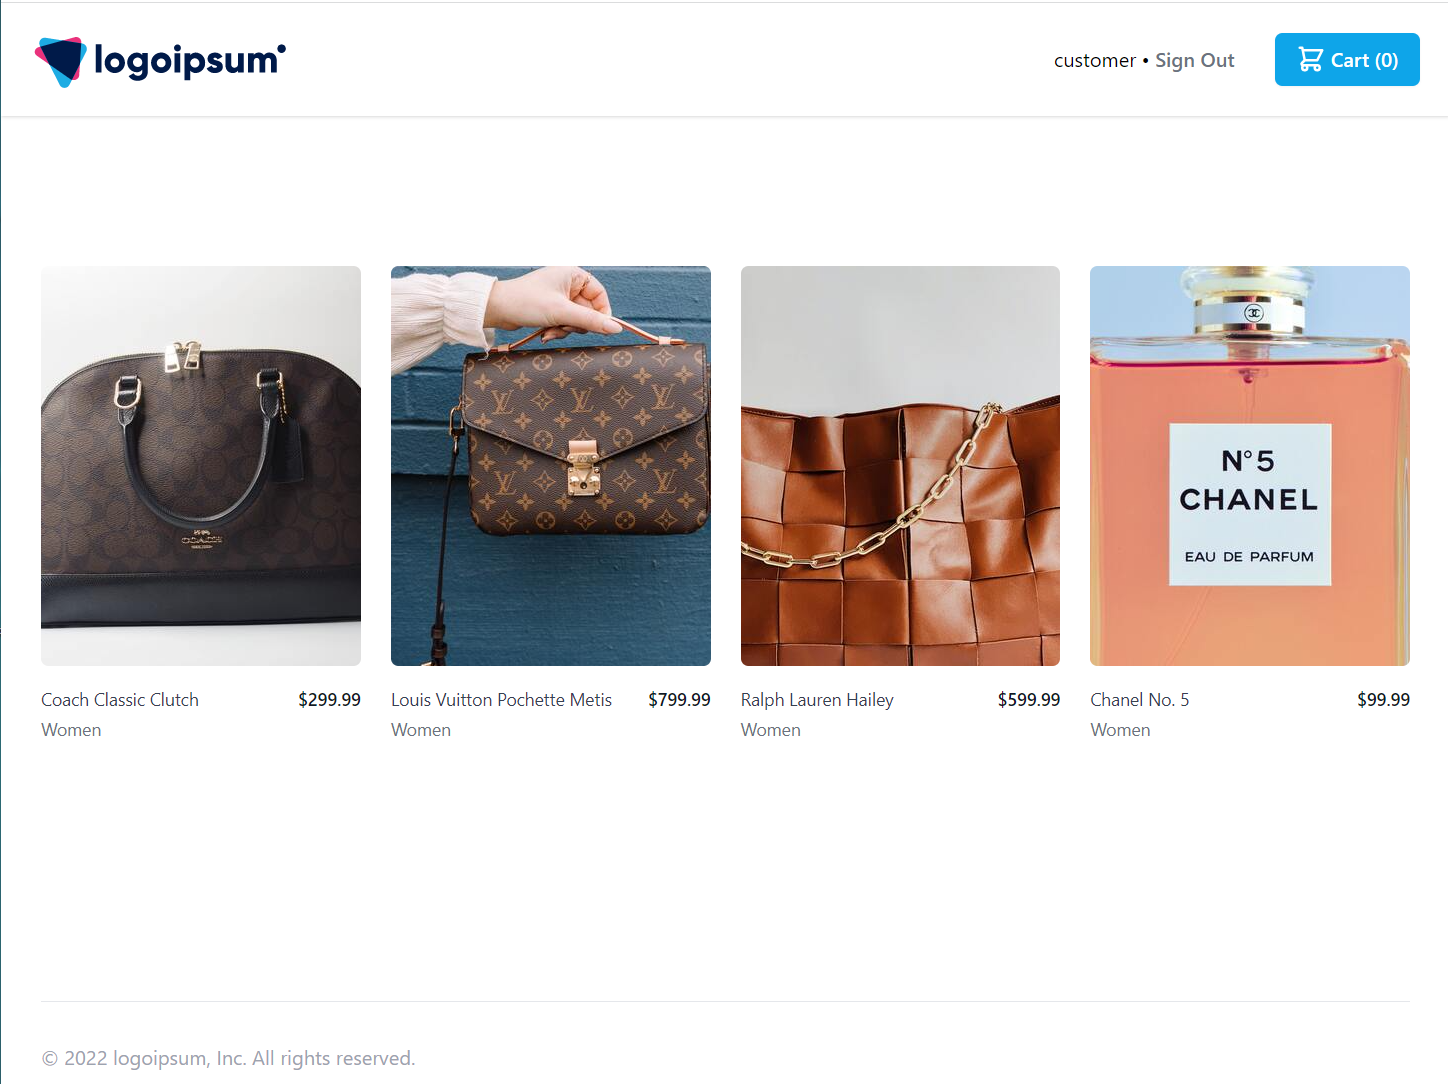 logoipsum
customer • Sign Out
Cart (0)
COACH
N°5
CHANEL
EAU DE PARFUM
Coach Classic Clutch $299.99
Women
Louis Vuitton Pochette Metis $799.99
Women
Ralph Lauren Hailey $599.99
Women
Chanel No. 5 $99.99
Women
© 2022 logoipsum, Inc. All rights reserved.